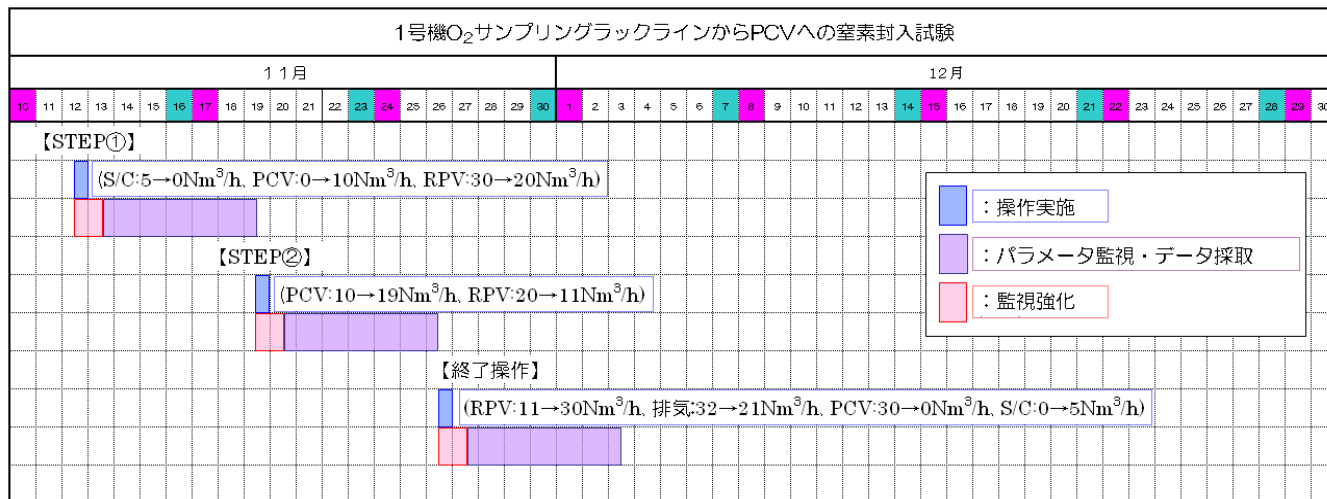 1号機O₂サンプリングラックラインからPCVへの窒素封入試験
11月 12月
10 11 12 13 14 15 16 17 18 19 20 21 22 23 24 25 26 27 28 29 30 1 2 3 4 5 6 7 8 9 10 11 12 13 14 15 16 17 18 19 20 21 22 23 24 25 26 27 28 29 30
【STEP①】
(S/C:5→0Nm³/h、PCV:0→10Nm³/h、RPV:30→20Nm³/h)
【STEP②】
(PCV:10→19Nm³/h、RPV:20→11Nm³/h)
【終了操作】
(RPV:11→30Nm³/h、排気:32→21Nm³/h、PCV:30→0Nm³/h、S/C:0→5Nm³/h)
：操作実施
：パラメータ監視・データ採取
：監視強化